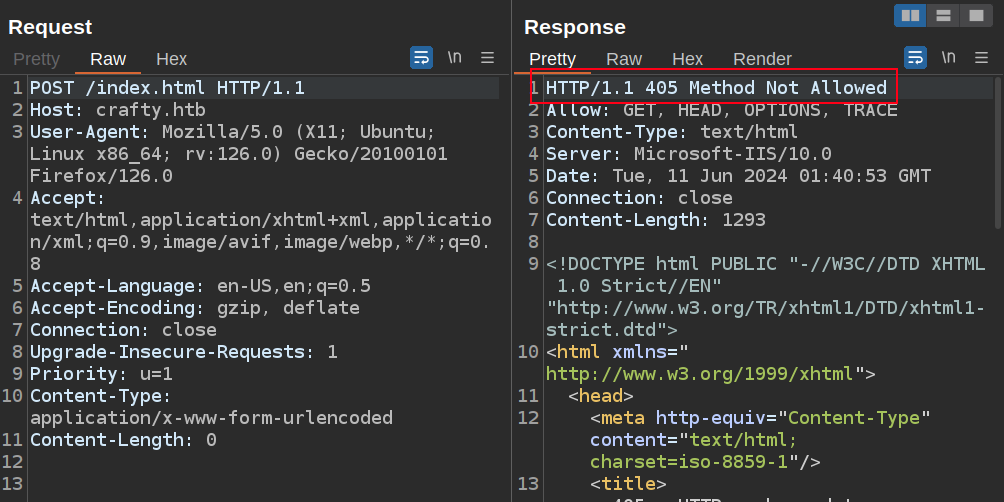 Request
Pretty Raw Hex \n
1 POST /index.html HTTP/1.1
2 Host: crafty.htb
3 User-Agent: Mozilla/5.0 (X11; Ubuntu;
Linux x86_64; rv:126.0) Gecko/20100101
Firefox/126.0
4 Accept:
text/html,application/xhtml+xml,applicatio
n/xml;q=0.9,image/avif,image/webp,*/*;q=0.
8
5 Accept-Language: en-US,en;q=0.5
6 Accept-Encoding: gzip, deflate
7 Connection: close
8 Upgrade-Insecure-Requests: 1
9 Priority: u=1
10 Content-Type:
application/x-www-form-urlencoded
11 Content-Length: 0
12
13
Response
Pretty Raw Hex Render \n
1 HTTP/1.1 405 Method Not Allowed
2 Allow: GET, HEAD, OPTIONS, TRACE
3 Content-Type: text/html
4 Server: Microsoft-IIS/10.0
5 Date: Tue, 11 Jun 2024 01:40:53 GMT
6 Connection: close
7 Content-Length: 1293
8
9 <!DOCTYPE html PUBLIC "-//W3C//DTD XHTML
1.0 Strict//EN"
"http://www.w3.org/TR/xhtml1/DTD/xhtml1-
strict.dtd">
10 <html xmlns="
http://www.w3.org/1999/xhtml">
11 <head>
12 <meta http-equiv="Content-Type"
content="text/html;
charset=iso-8859-1"/>
13 <title>